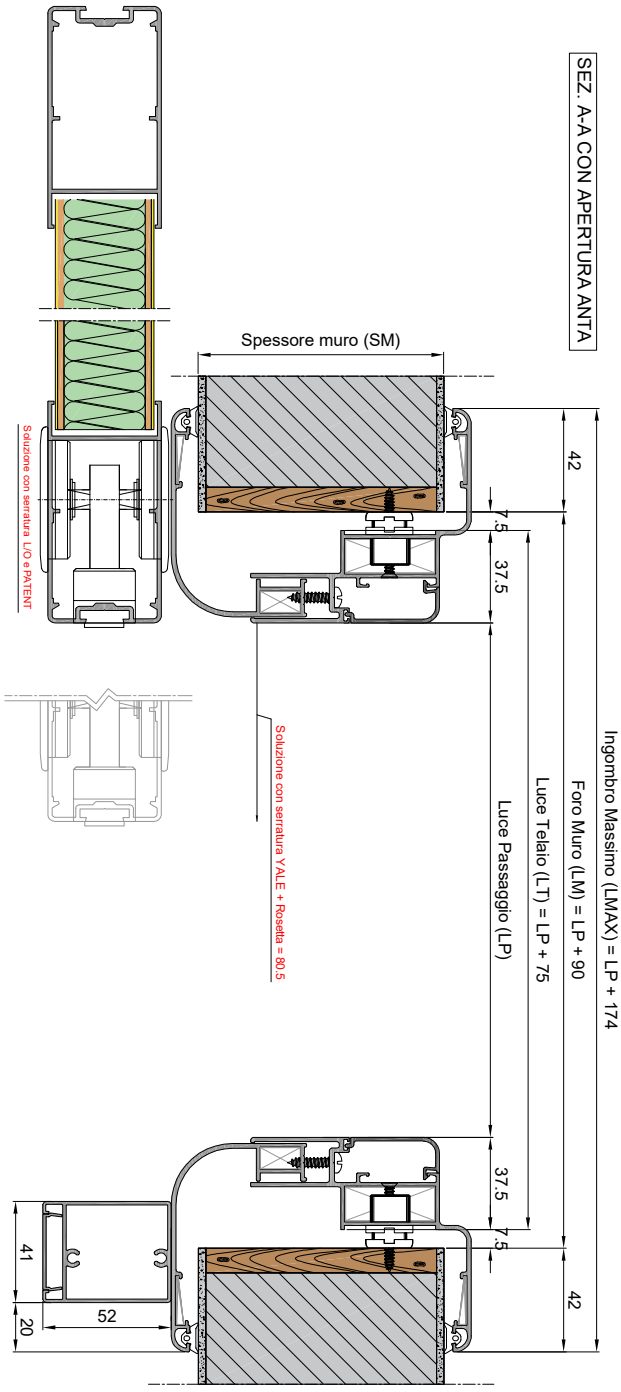 SEZ. A-A CON APERTURA ANTA
Ingombro Massimo (LMAX) = LP + 174
Foro Muro (LM) = LP + 90
Luce Telaio (LT) = LP + 75
Luce Passaggio (LP)
42
7.5
37.5
37.5
7.5
42
Spessore muro (SM)
Soluzione con serratura YALE + Rosetta = 80.5
Soluzione con serratura L/O e PATENT
41
20
52